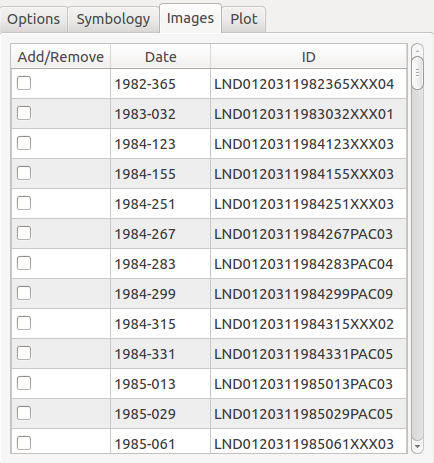 Options Symbology Images Plot
Add/Remove Date ID
1982-365 LND0120311982365XXX04
1983-032 LND0120311983032XXX01
1984-123 LND0120311984123XXX03
1984-155 LND0120311984155XXX03
1984-251 LND0120311984251XXX03
1984-267 LND0120311984267PAC03
1984-283 LND0120311984283PAC04
1984-299 LND0120311984299PAC09
1984-315 LND0120311984315XXX02
1984-331 LND0120311984331PAC05
1985-013 LND0120311985013PAC03
1985-029 LND0120311985029PAC05
1985-061 LND0120311985061XXX03